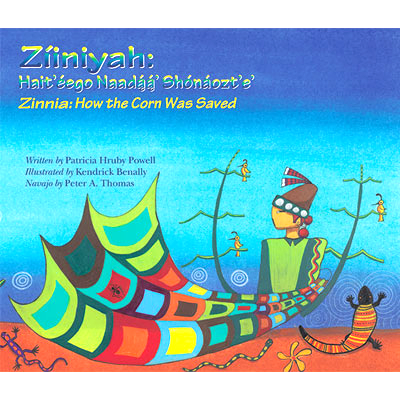 Zíiniyah:
Hait'éego Naadą́ą́' Shónáozt'e'
Zinnia: How the Corn Was Saved
Written by Patricia Hruby Powell
Illustrated by Kendrick Benally
Navajo by Peter A. Thomas